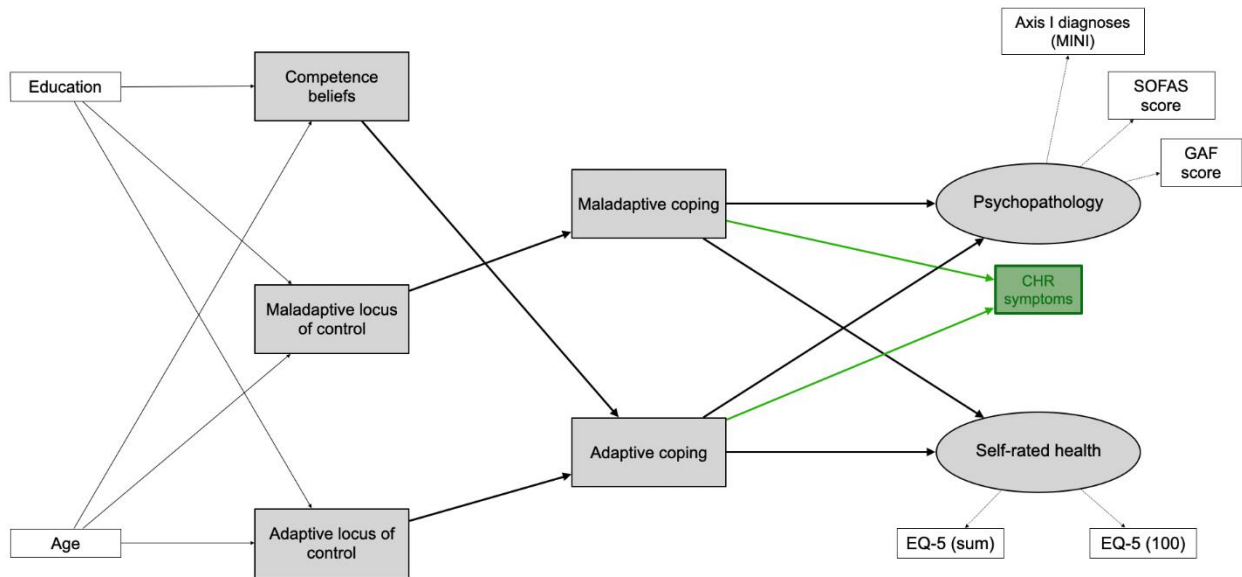 Axis I diagnoses
(MINI)
Education
Competence
beliefs
SOFAS
score
GAF
score
Maladaptive coping
Psychopathology
CHR
symptoms
Maladaptive locus
of control
Adaptive coping
Self-rated health
Age
Adaptive locus of
control
EQ-5 (sum)
EQ-5 (100)